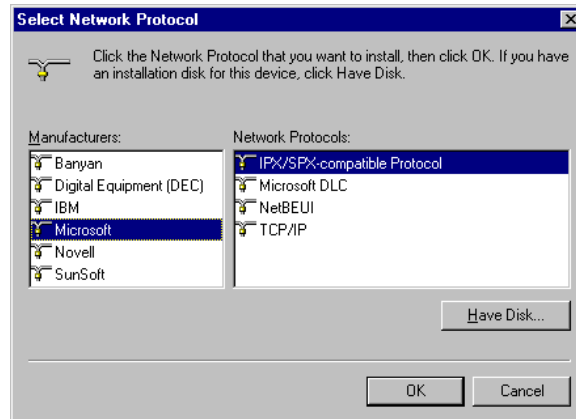 Select Network Protocol
Click the Network Protocol that you want to install, then click OK. If you have
an installation disk for this device, click Have Disk.
Manufacturers:
Banyan
Digital Equipment (DEC)
IBM
Microsoft
Novell
SunSoft
Network Protocols:
IPX/SPX-compatible Protocol
Microsoft DLC
NetBEUI
TCP/IP
Have Disk...
OK
Cancel